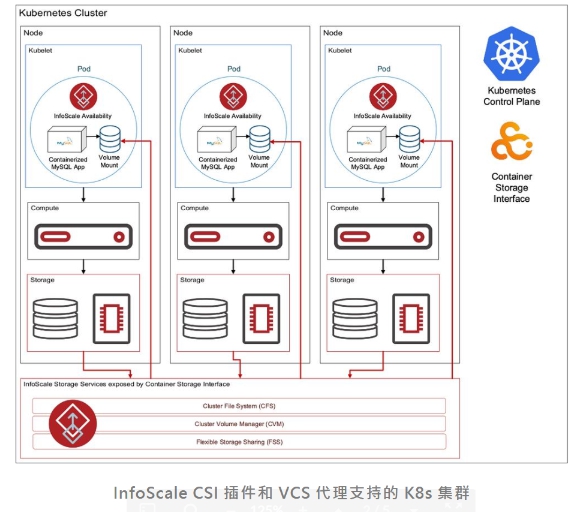 Kubernetes Cluster
Node
Kubelet
Pod
InfoScale Availability
MySQL
Containerized
MySQL App
Volume
Mount
Compute
Storage
Node
Kubelet
Pod
InfoScale Availability
MySQL
Containerized
MySQL App
Volume
Mount
Compute
Storage
Node
Kubelet
Pod
InfoScale Availability
MySQL
Containerized
MySQL App
Volume
Mount
Compute
Storage
Kubernetes
Control Plane
Container
Storage
Interface
InfoScale Storage Services exposed by Container Storage Interface
Cluster File System (CFS)
Cluster Volume Manager (CVM)
Flexible Storage Sharing (FSS)
InfoScale CSI 插件和 VCS 代理支持的 K8s 集群